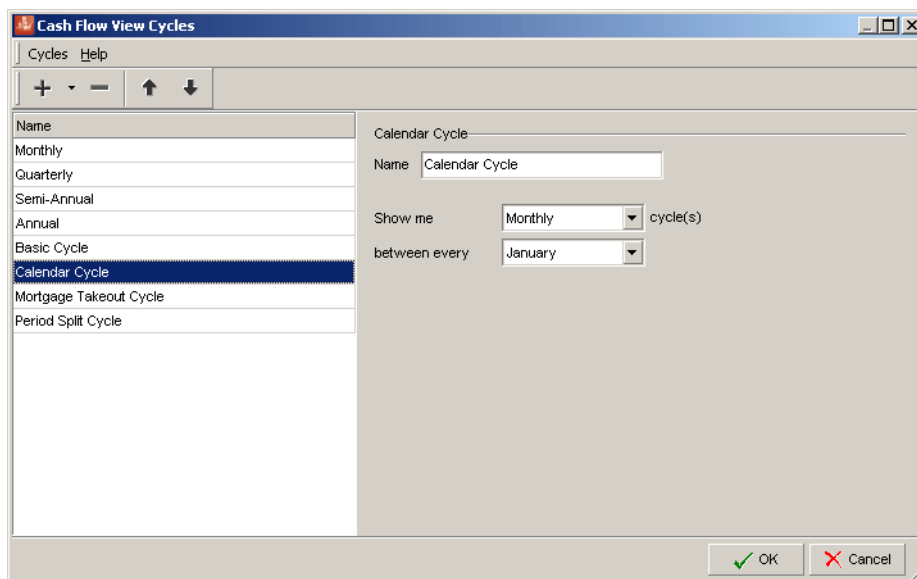 Cash Flow View Cycles
Cycles Help
Name
Monthly
Quarterly
Semi-Annual
Annual
Basic Cycle
Calendar Cycle
Mortgage Takeout Cycle
Period Split Cycle
Calendar Cycle
Name Calendar Cycle
Show me Monthly cycle(s)
between every January
OK Cancel